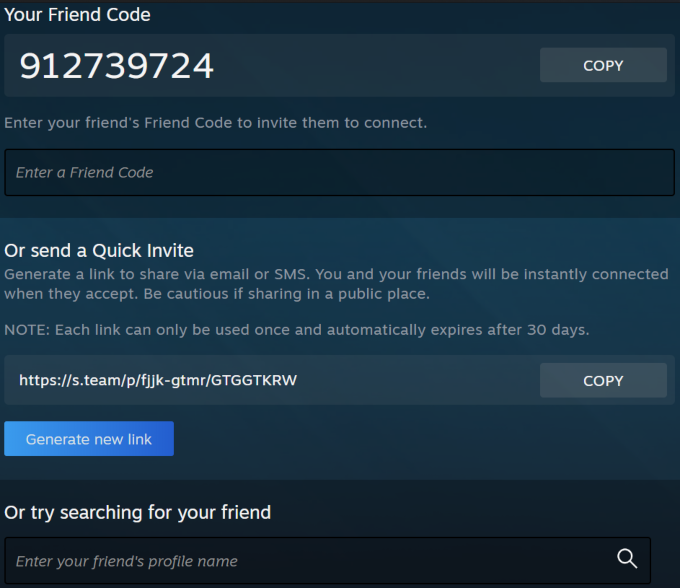 Your Friend Code
912739724
COPY
Enter your friend's Friend Code to invite them to connect.
Enter a Friend Code
Or send a Quick Invite
Generate a link to share via email or SMS. You and your friends will be instantly connected
when they accept. Be cautious if sharing in a public place.
NOTE: Each link can only be used once and automatically expires after 30 days.
https://s.team/p/fjjk-gtmr/GTGGTKRW
COPY
Generate new link
Or try searching for your friend
Enter your friend's profile name